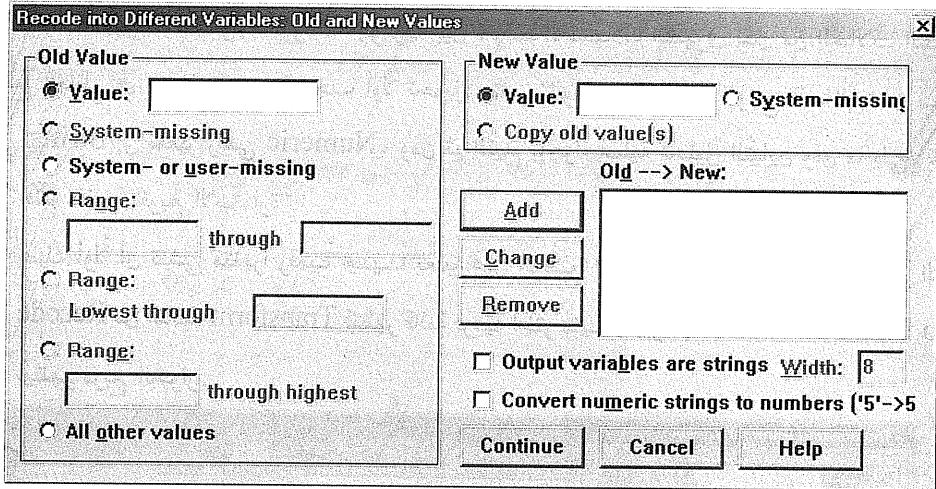 Recode into Different Variables: Old and New Values
Old Value
Value:
System-missing
System- or user-missing
Range:
through
Range:
Lowest through
Range:
through highest
All other values
New Value
Value:
System-missing
Copy old value(s)
Old --> New:
Add
Change
Remove
Output variables are strings Width: 8
Convert numeric strings to numbers ('5'->5
Continue Cancel Help